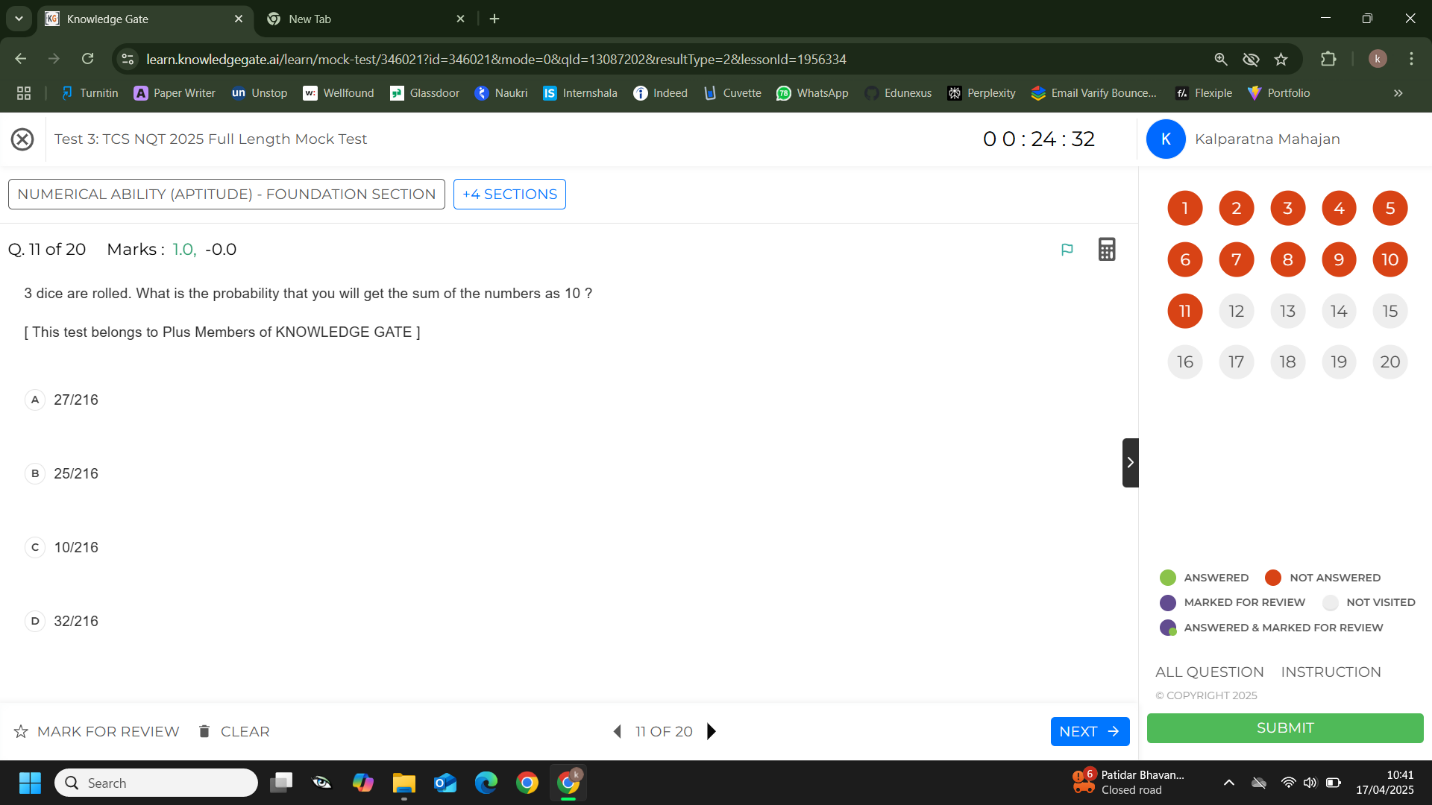 Knowledge Gate
New Tab
learn.knowledgegate.ai/learn/mock-test/346021?id=346021&mode=0&qId=13087202&resultType=2&lessonId=1956334
k
Turnitin
A Paper Writer
un Unstop
w: Wellfound
Glassdoor
Naukri
IS Internshala
Indeed
Cuvette
WhatsApp
Edunexus
Perplexity
Email Varify Bounce...
Flexiple
Portfolio
Test 3: TCS NQT 2025 Full Length Mock Test
0 0 : 24 : 32
K Kalparatna Mahajan
NUMERICAL ABILITY (APTITUDE) - FOUNDATION SECTION
+4 SECTIONS
Q. 11 of 20 Marks : 1.0, -0.0
3 dice are rolled. What is the probability that you will get the sum of the numbers as 10 ?
[ This test belongs to Plus Members of KNOWLEDGE GATE ]
A 27/216
B 25/216
C 10/216
D 32/216
1 2 3 4 5
6 7 8 9 10
11 12 13 14 15
16 17 18 19 20
ANSWERED NOT ANSWERED
MARKED FOR REVIEW NOT VISITED
ANSWERED & MARKED FOR REVIEW
ALL QUESTION INSTRUCTION
© COPYRIGHT 2025
SUBMIT
MARK FOR REVIEW
CLEAR
11 OF 20
NEXT
Search
6
Patidar Bhavan...
Closed road
10:41
17/04/2025